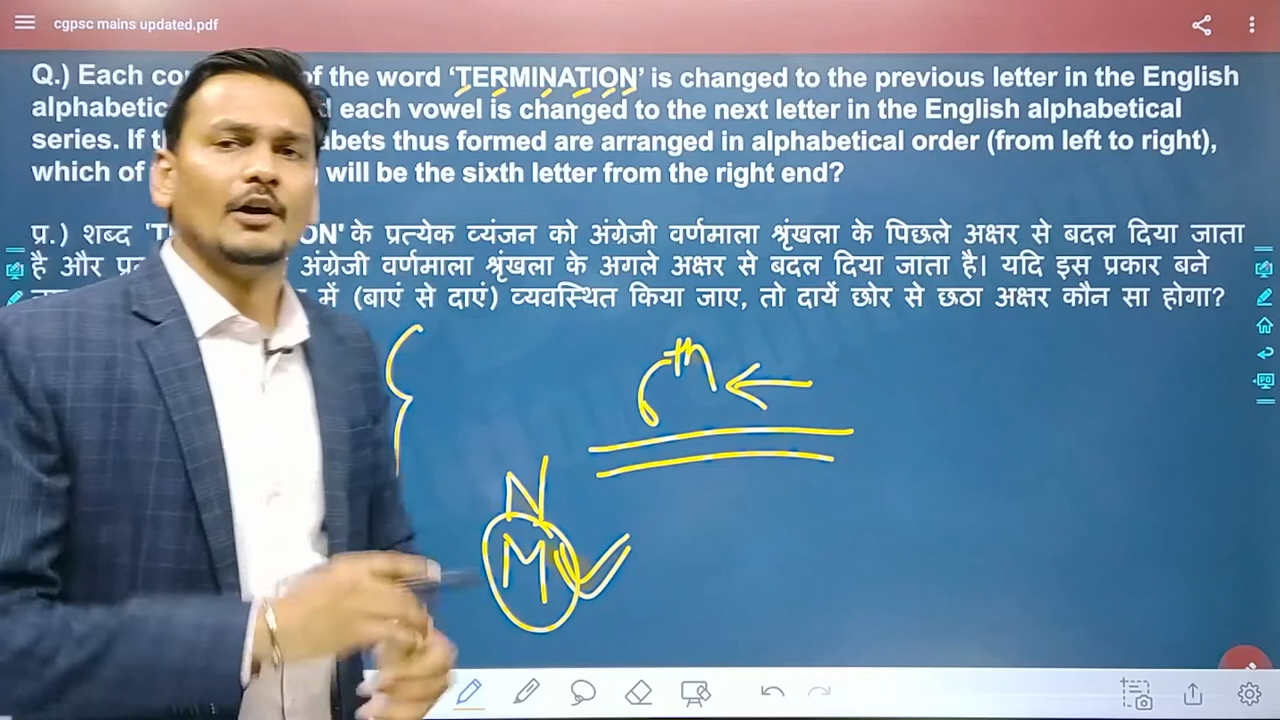 cgpsc mains updated.pdf
Q.) Each of the word ‘TERMINATION’ is changed to the previous letter in the English
alphabetic each vowel is changed to the next letter in the English alphabetical
series. If thus formed are arranged in alphabetical order (from left to right),
which of will be the sixth letter from the right end?
प्र.) शब्द ON' के प्रत्येक व्यंजन को अंग्रेजी वर्णमाला श्रृंखला के पिछले अक्षर से बदल दिया जाता
है और अंग्रेजी वर्णमाला श्रृंखला के अगले अक्षर से बदल दिया जाता है। यदि इस प्रकार बने
में (बाएं से दाएं) व्यवस्थित किया जाए, तो दायें छोर से छठा अक्षर कौन सा होगा?
6th
N
M